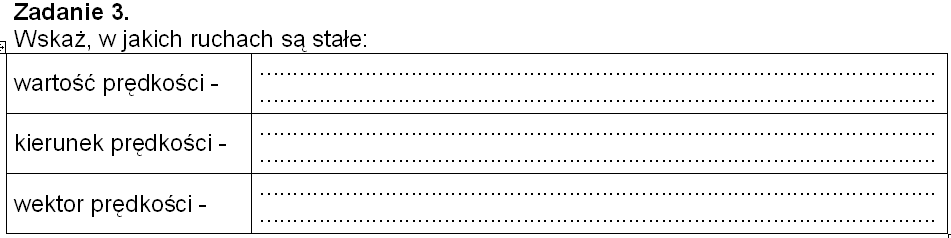 Zadanie 3.
Wskaż, w jakich ruchach są stałe:
wartość prędkości - ........................................................................................................
........................................................................................................
kierunek prędkości - ........................................................................................................
........................................................................................................
wektor prędkości - ........................................................................................................
........................................................................................................